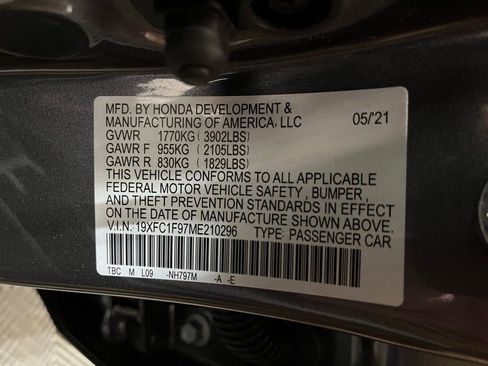 MFD. BY HONDA DEVELOPMENT &
MANUFACTURING OF AMERICA, LLC 05/'21
GVWR 1770KG (3902LBS)
GAWR F 955KG (2105LBS)
GAWR R 830KG (1829LBS)
THIS VEHICLE CONFORMS TO ALL APPLICABLE
FEDERAL MOTOR VEHICLE SAFETY , BUMPER ,
AND THEFT PREVENTION STANDARDS IN EFFECT
ON THE DATE OF MANUFACTURE SHOWN ABOVE.
V.I.N.: 19XFC1F97ME210296 TYPE: PASSENGER CAR
TBC M L09 -NH797M -A -E